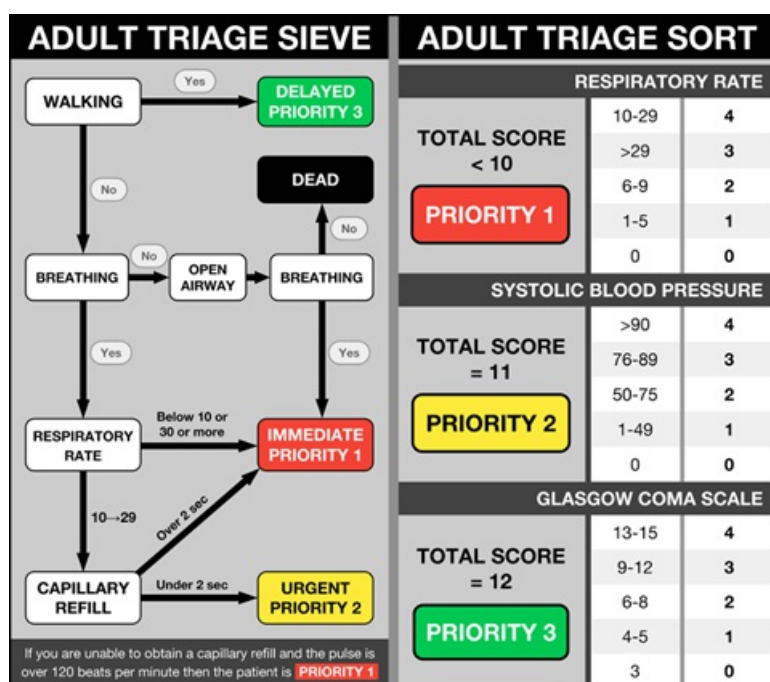 ADULT TRIAGE SIEVE
WALKING
Yes
DELAYED
PRIORITY 3
No
DEAD
No
BREATHING
No
OPEN
AIRWAY
BREATHING
Yes
Yes
RESPIRATORY
RATE
Below 10 or
30 or more
IMMEDIATE
PRIORITY 1
10→29
Over 2 sec
CAPILLARY
REFILL
Under 2 sec
URGENT
PRIORITY 2
If you are unable to obtain a capillary refill and the pulse is
over 120 beats per minute then the patient is PRIORITY 1
ADULT TRIAGE SORT
RESPIRATORY RATE
TOTAL SCORE
< 10
PRIORITY 1
10-29 4
>29 3
6-9 2
1-5 1
0 0
SYSTOLIC BLOOD PRESSURE
TOTAL SCORE
= 11
PRIORITY 2
>90 4
76-89 3
50-75 2
1-49 1
0 0
GLASGOW COMA SCALE
TOTAL SCORE
= 12
PRIORITY 3
13-15 4
9-12 3
6-8 2
4-5 1
3 0